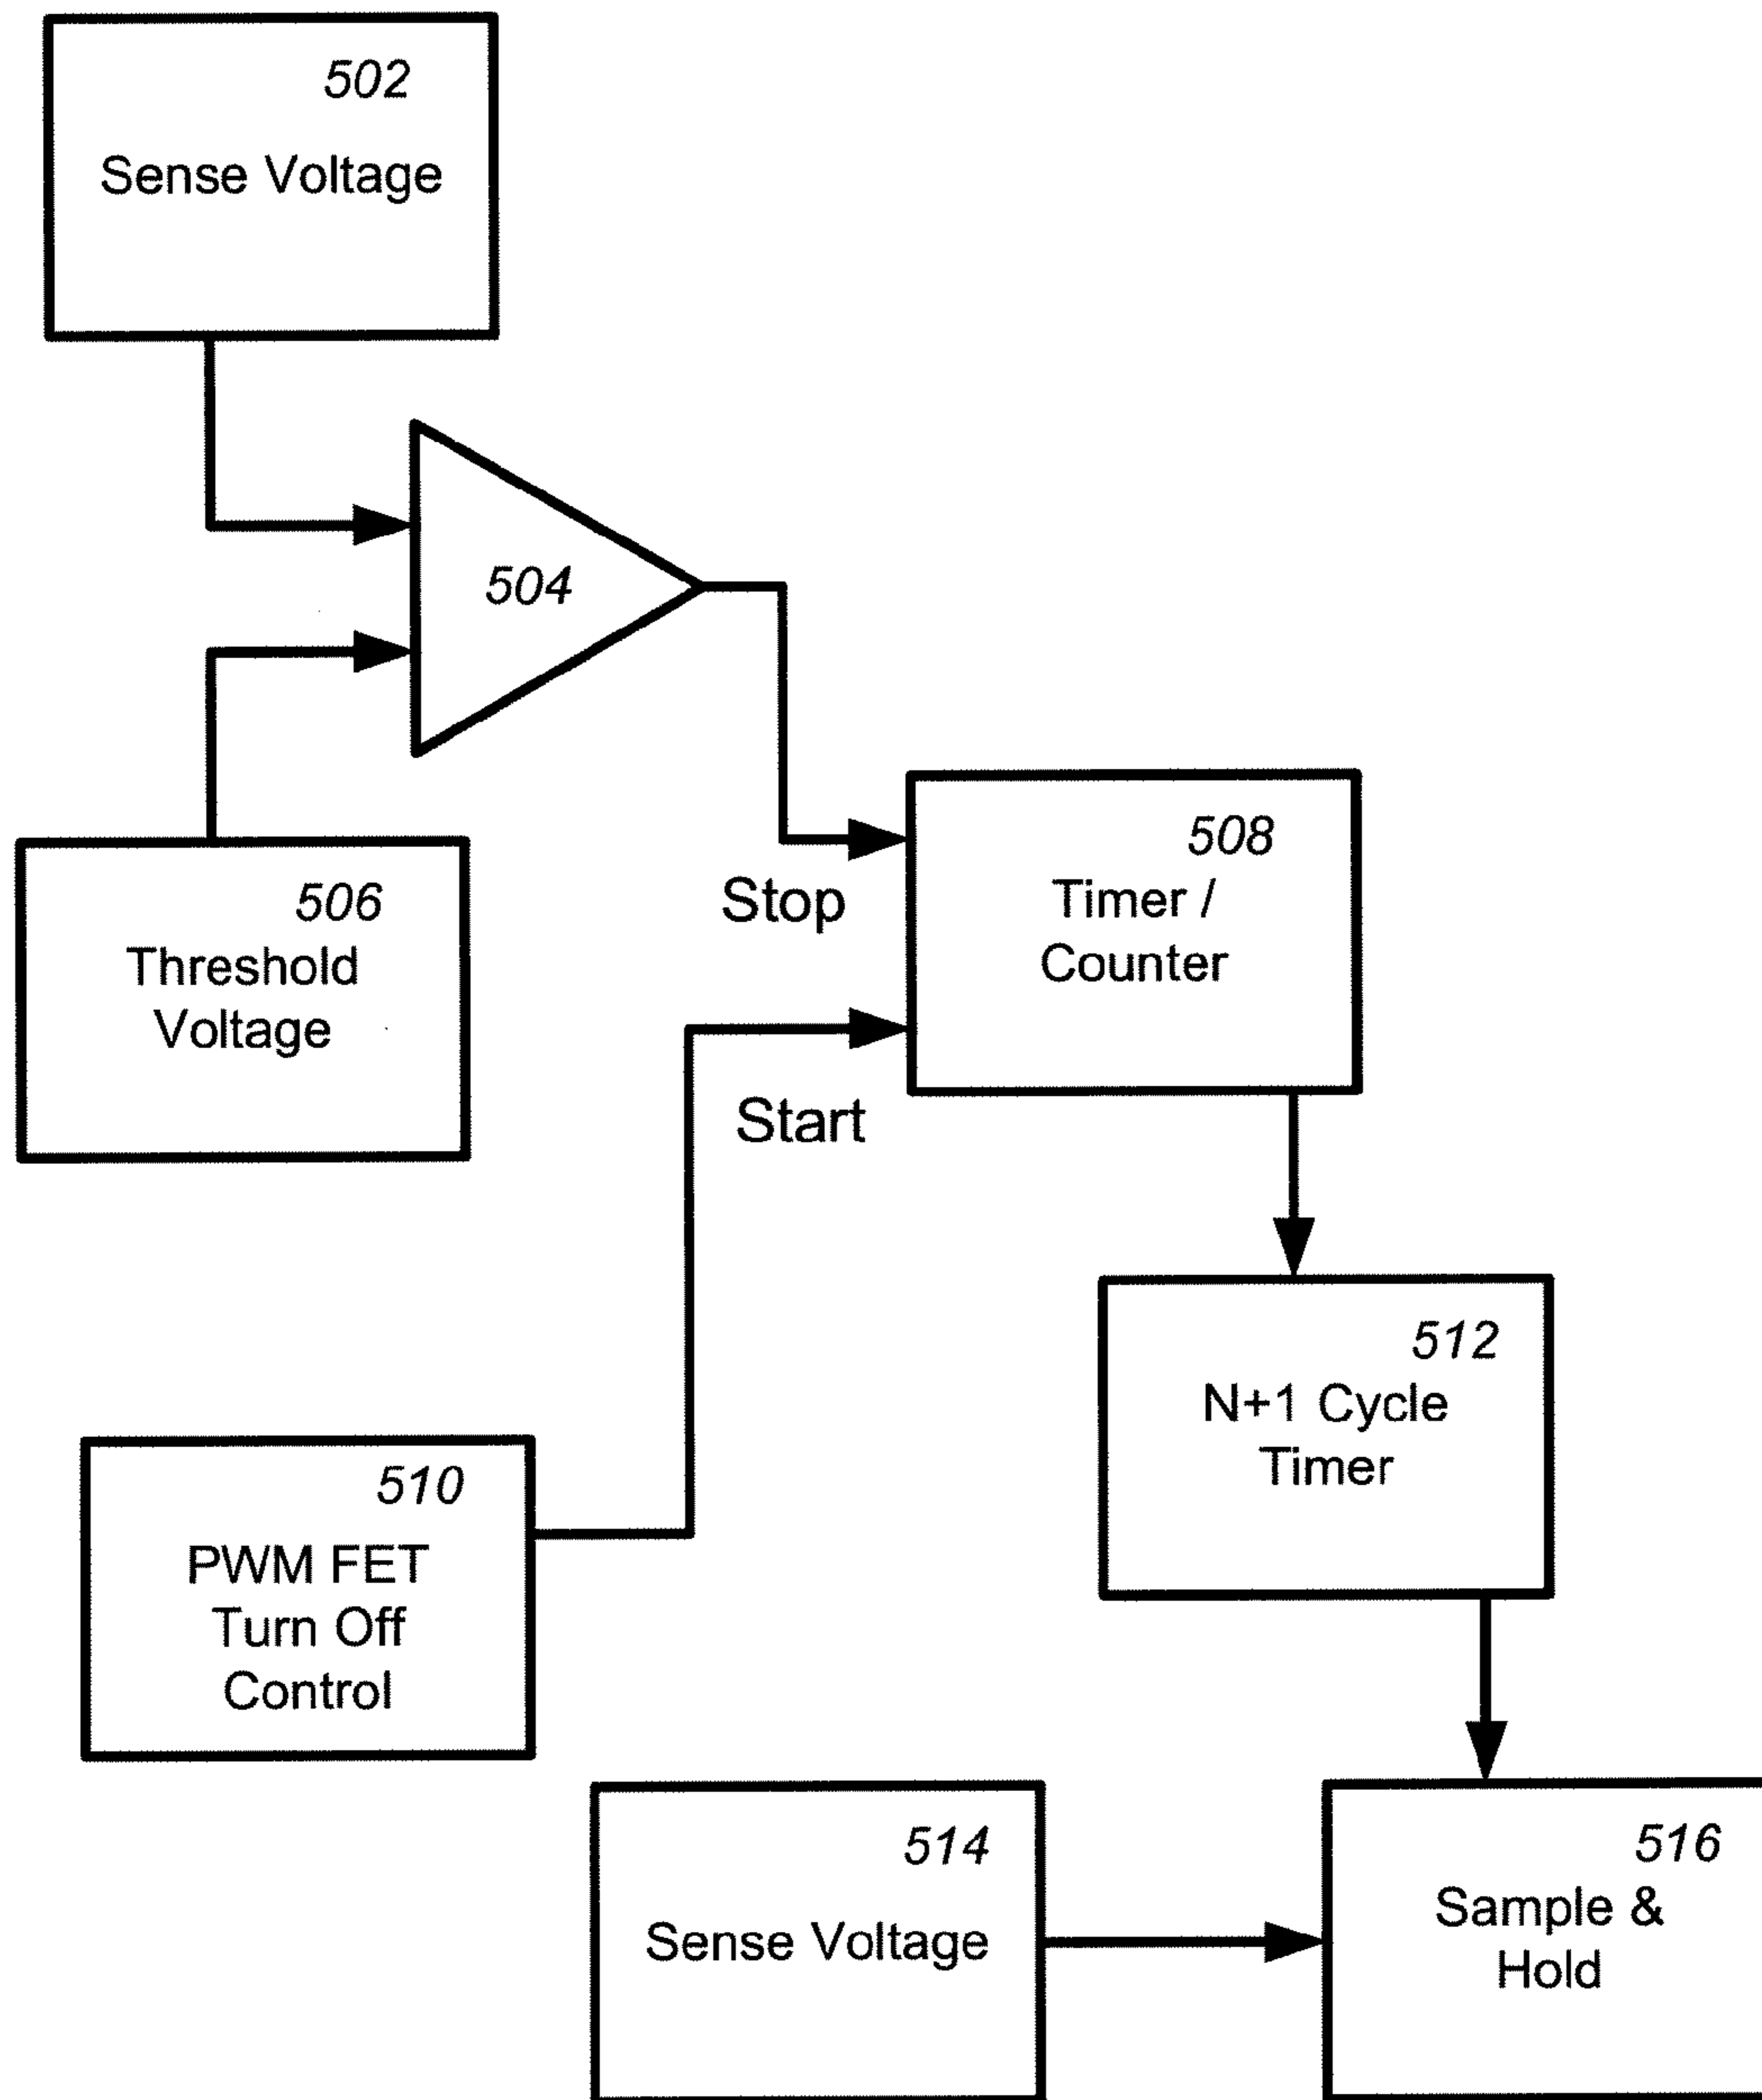 502
Sense Voltage
504
506
Threshold
Voltage
Stop
508
Timer /
Counter
Start
510
PWM FET
Turn Off
Control
512
N+1 Cycle
Timer
514
Sense Voltage
516
Sample &
Hold